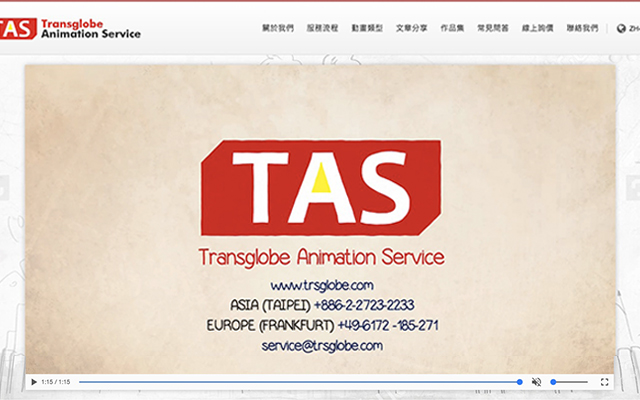 TAS Transglobe
Animation Service
關於我們 服務流程 動畫類型 文章分享 作品集 常見問答 線上詢價 聯絡我們 ZH-
TAS
Transglobe Animation Service
www.trsglobe.com
ASIA (TAIPEI) +886-2-2723-2233
EUROPE (FRANKFURT) +49-6172 -185-271
service@trsglobe.com
1:15 / 1:15